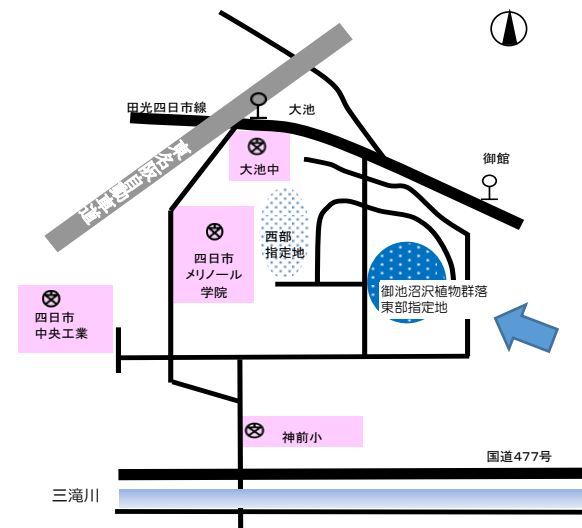 田光四日市線
大池
東名阪自動車道
大池中
御館
西部
指定地
四日市
メリノール
学院
御池沼沢植物群落
東部指定地
四日市
中央工業
神前小
国道477号
三滝川